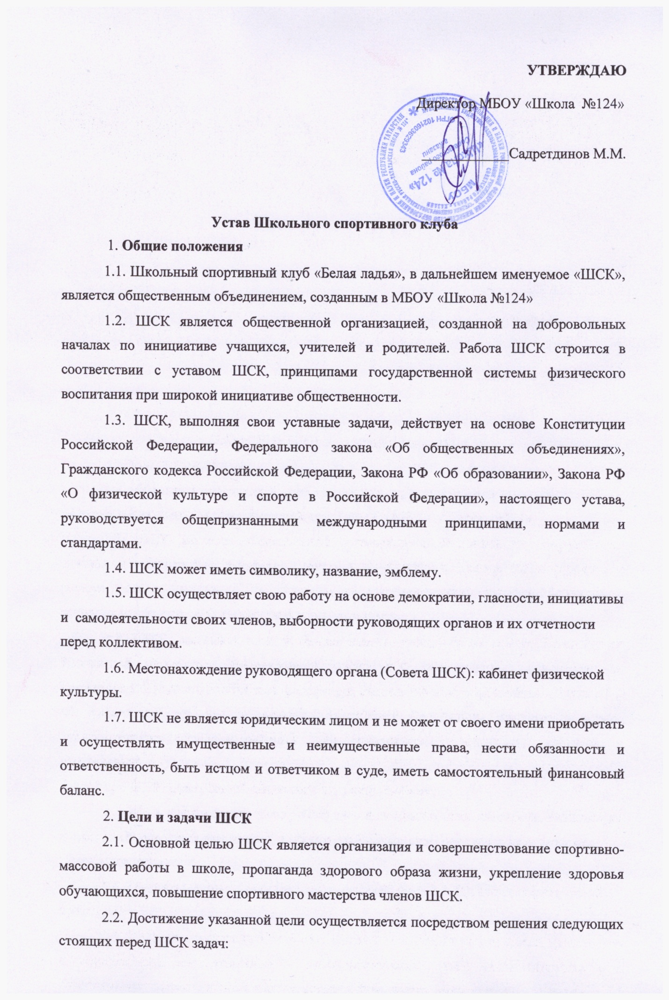 УТВЕРЖДАЮ
Директор МБОУ «Школа №124»
Садретдинов М.М.
ОГРН 1021603629343
МБОУ
«Школа № 124»
Советского района
г.Казани
Устав Школьного спортивного клуба
1. Общие положения
1.1. Школьный спортивный клуб «Белая ладья», в дальнейшем именуемое «ШСК»,
является общественным объединением, созданным в МБОУ «Школа №124»
1.2. ШСК является общественной организацией, созданной на добровольных
началах по инициативе учащихся, учителей и родителей. Работа ШСК строится в
соответствии с уставом ШСК, принципами государственной системы физического
воспитания при широкой инициативе общественности.
1.3. ШСК, выполняя свои уставные задачи, действует на основе Конституции
Российской Федерации, Федерального закона «Об общественных объединениях»,
Гражданского кодекса Российской Федерации, Закона РФ «Об образовании», Закона РФ
«О физической культуре и спорте в Российской Федерации», настоящего устава,
руководствуется общепризнанными международными принципами, нормами и
стандартами.
1.4. ШСК может иметь символику, название, эмблему.
1.5. ШСК осуществляет свою работу на основе демократии, гласности, инициативы
и самодеятельности своих членов, выборности руководящих органов и их отчетности
перед коллективом.
1.6. Местонахождение руководящего органа (Совета ШСК): кабинет физической
культуры.
1.7. ШСК не является юридическим лицом и не может от своего имени приобретать
и осуществлять имущественные и неимущественные права, нести обязанности и
ответственность, быть истцом и ответчиком в суде, иметь самостоятельный финансовый
баланс.
2. Цели и задачи ШСК
2.1. Основной целью ШСК является организация и совершенствование спортивно-
массовой работы в школе, пропаганда здорового образа жизни, укрепление здоровья
обучающихся, повышение спортивного мастерства членов ШСК.
2.2. Достижение указанной цели осуществляется посредством решения следующих
стоящих перед ШСК задач: